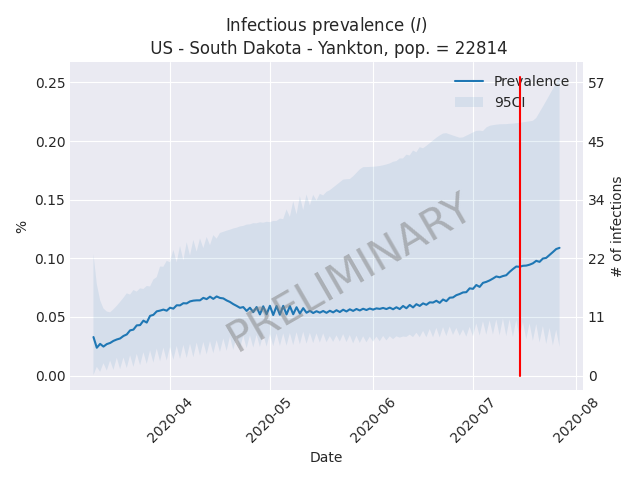 Infectious prevalence (I)
US - South Dakota - Yankton, pop. = 22814
0.25
0.20
0.15
0.10
0.05
0.00
%
Prevalence
95CI
PRELIMINARY
57
45
34
22
11
0
# of infections
2020-04
2020-05
2020-06
2020-07
2020-08
Date